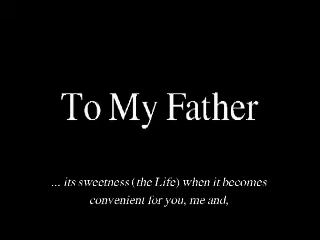 To My Father
... its sweetness (the Life) when it becomes
convenient for you, me and,